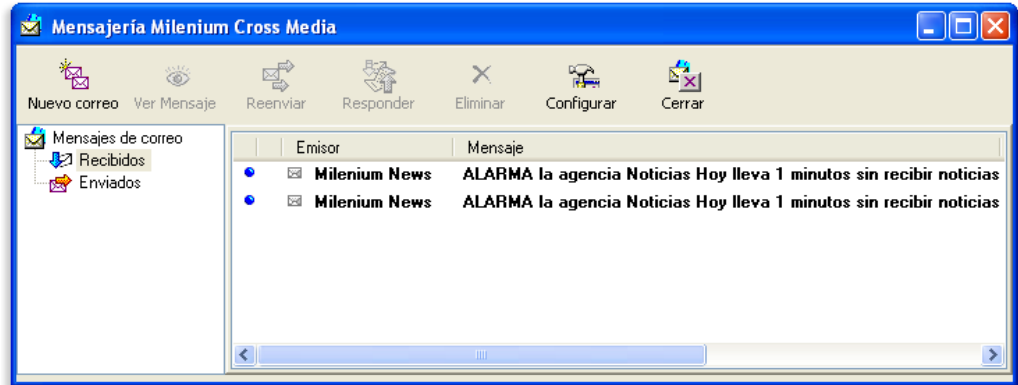 Mensajería Milenium Cross Media
Nuevo correo Ver Mensaje Reenviar Responder Eliminar Configurar Cerrar
Mensajes de correo
Recibidos
Enviados
Emisor Mensaje
Milenium News ALARMA la agencia Noticias Hoy lleva 1 minutos sin recibir noticias
Milenium News ALARMA la agencia Noticias Hoy lleva 1 minutos sin recibir noticias